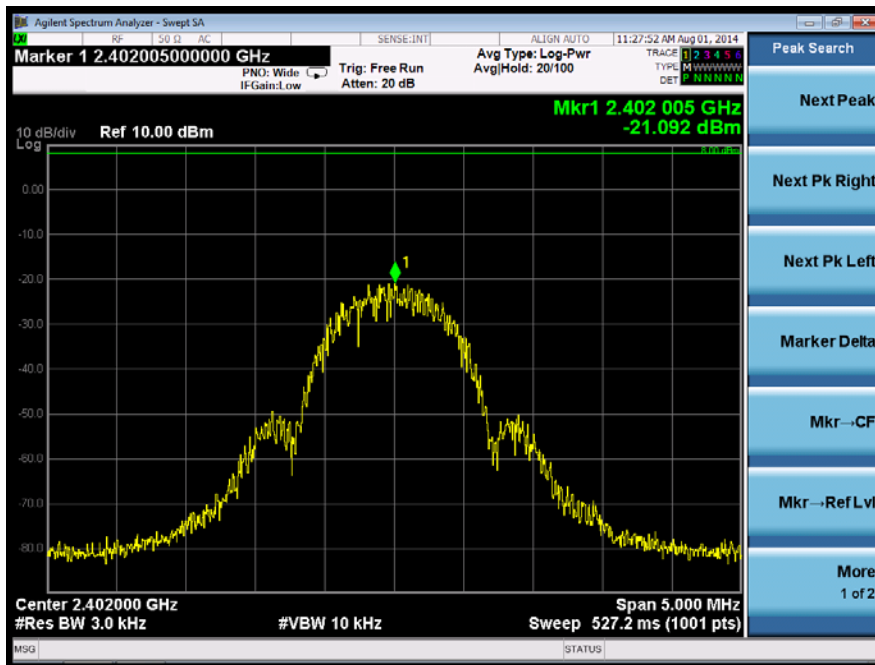 Agilent Spectrum Analyzer - Swept SA
LXI RF 50 Ω AC SENSE:INT ALIGN AUTO 11:27:52 AM Aug 01, 2014
Marker 1 2.402005000000 GHz
PNO: Wide
IFGain:Low
Trig: Free Run
Atten: 20 dB
Avg Type: Log-Pwr
Avg|Hold: 20/100
TRACE 1 2 3 4 5 6
TYPE M WWWWW
DET P N N N N N
Mkr1 2.402 005 GHz
-21.092 dBm
10 dB/div Ref 10.00 dBm
Log
8.00 dBm
0.00
-10.0
1
-20.0
-30.0
-40.0
-50.0
-60.0
-70.0
-80.0
Center 2.402000 GHz Span 5.000 MHz
#Res BW 3.0 kHz #VBW 10 kHz Sweep 527.2 ms (1001 pts)
MSG STATUS
Peak Search
Next Peak
Next Pk Right
Next Pk Left
Marker Delta
Mkr→CF
Mkr→Ref Lvl
More
1 of 2